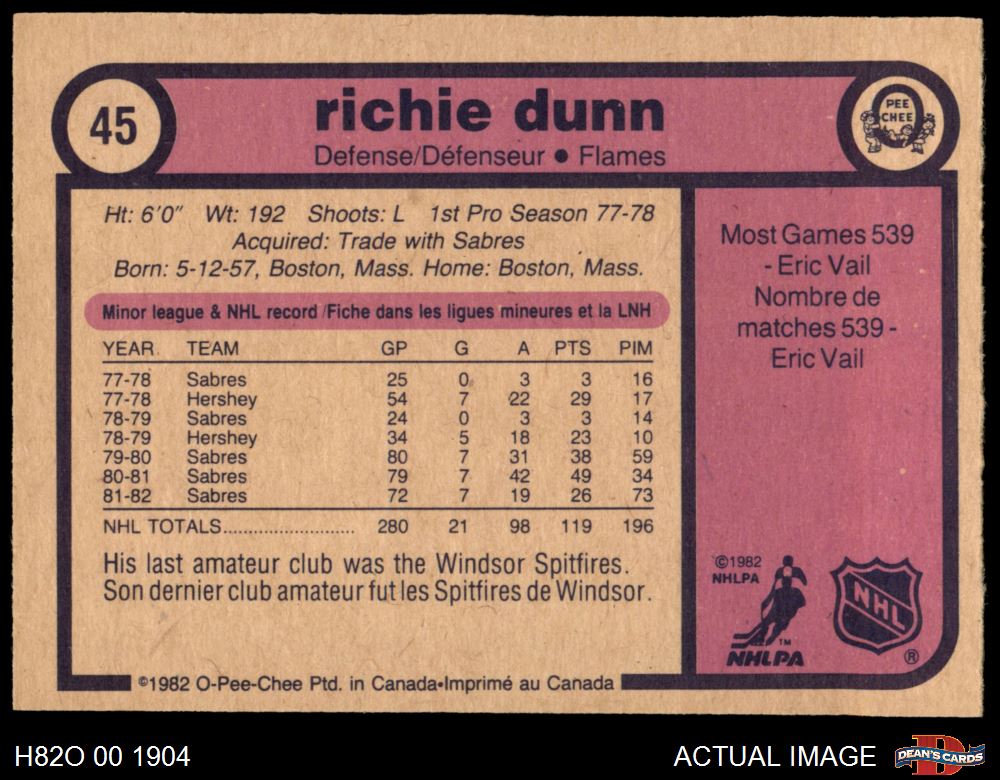 45
richie dunn
Defense/Défenseur ● Flames
O PEE CHEE
Ht: 6'0" Wt: 192 Shoots: L 1st Pro Season 77-78
Acquired: Trade with Sabres
Born: 5-12-57, Boston, Mass. Home: Boston, Mass.
Minor league & NHL record/Fiche dans les ligues mineures et la LNH
YEAR TEAM GP G A PTS PIM
77-78 Sabres 25 0 3 3 16
77-78 Hershey 54 7 22 29 17
78-79 Sabres 24 0 3 3 14
78-79 Hershey 34 5 18 23 10
79-80 Sabres 80 7 31 38 59
80-81 Sabres 79 7 42 49 34
81-82 Sabres 72 7 19 26 73
NHL TOTALS........................... 280 21 98 119 196
His last amateur club was the Windsor Spitfires.
Son dernier club amateur fut les Spitfires de Windsor.
©1982 O-Pee-Chee Ptd. in Canada•Imprimé au Canada
Most Games 539
- Eric Vail
Nombre de
matches 539 -
Eric Vail
©1982
NHLPA
TM
NHLPA
NHL
®
H82O 00 1904
ACTUAL IMAGE
D
DEAN'S CARDS